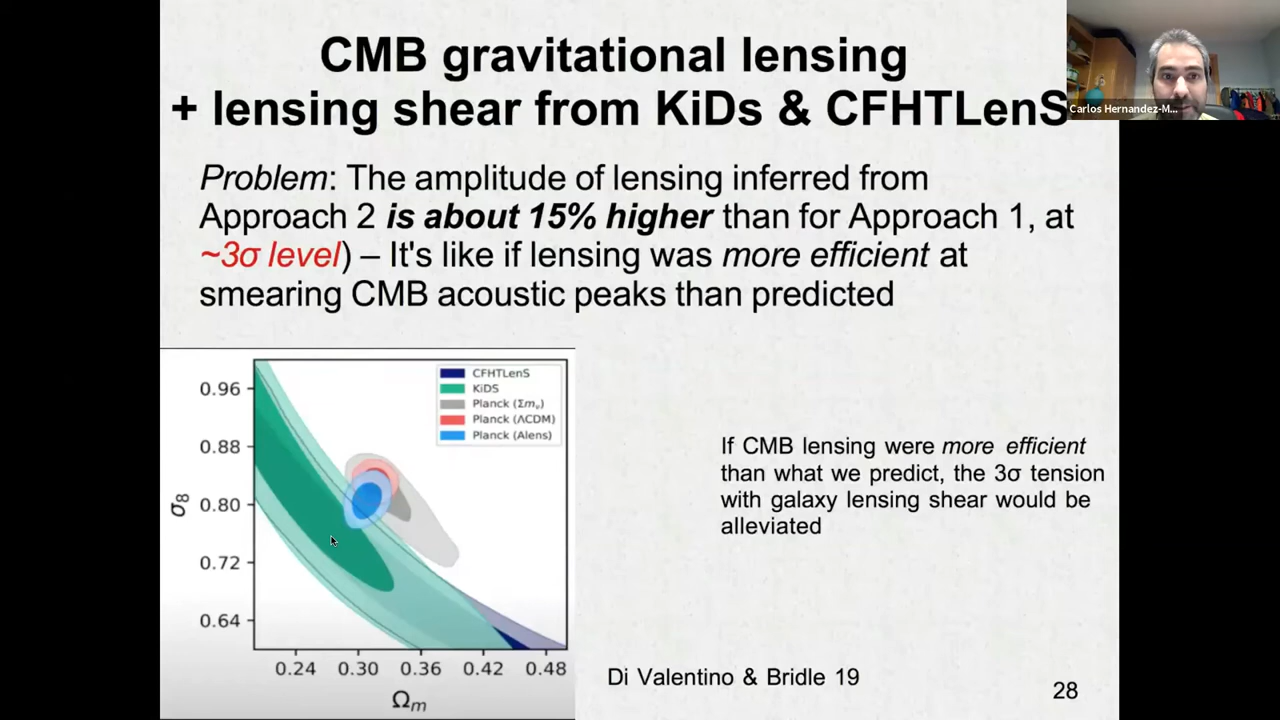 CMB gravitational lensing
+ lensing shear from KiDs & CFHTLenS
Carlos Hernandez-M...
Problem: The amplitude of lensing inferred from
Approach 2 is about 15% higher than for Approach 1, at
~3σ level) – It's like if lensing was more efficient at
smearing CMB acoustic peaks than predicted
CFHTLenS
KiDS
Planck (Σmν)
Planck (ΛCDM)
Planck (Alens)
0.96
0.88
0.80
0.72
0.64
σ8
0.24 0.30 0.36 0.42 0.48
Ωm
If CMB lensing were more efficient
than what we predict, the 3σ tension
with galaxy lensing shear would be
alleviated
Di Valentino & Bridle 19
28